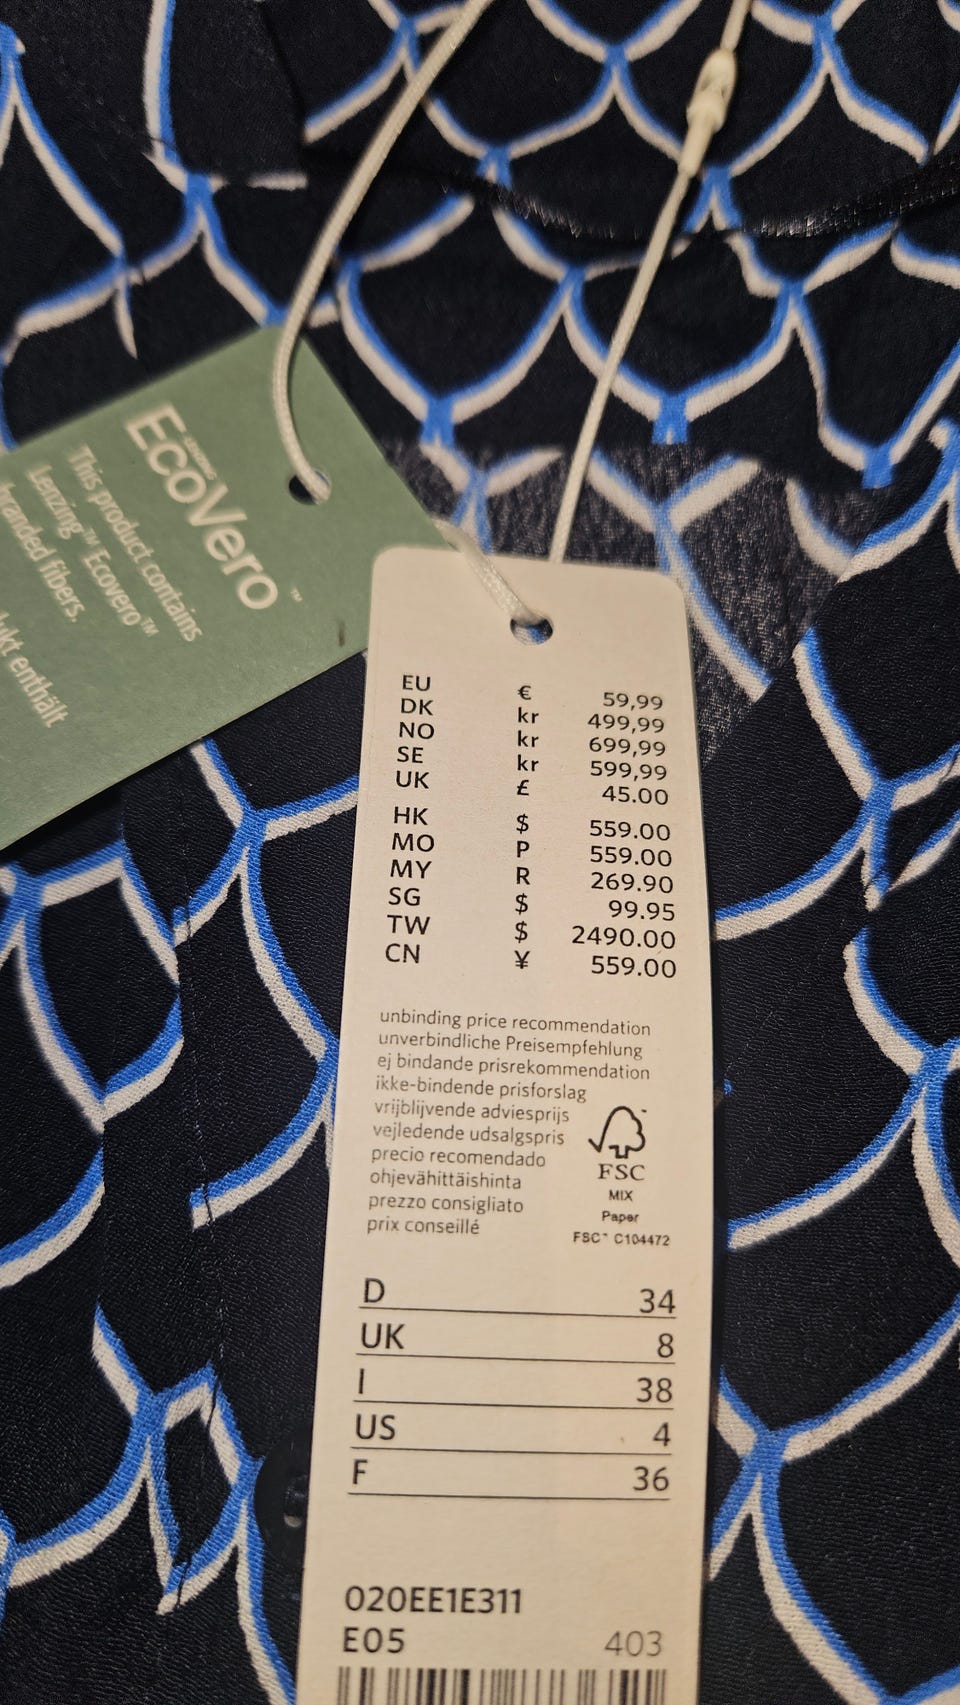 LENZING
EcoVero™
This product contains
Lenzing™ Ecovero™
branded fibers.
enthält
EU € 59,99
DK kr 499,99
NO kr 699,99
SE kr 599,99
UK £ 45.00
HK $ 559.00
MO P 559.00
MY R 269.90
SG $ 99.95
TW $ 2490.00
CN ¥ 559.00
unbinding price recommendation
unverbindliche Preisempfehlung
ej bindande prisrekommendation
ikke-bindende prisforslag
vrijblijvende adviesprijs
vejledende udsalgspris
precio recomendado
ohjevähittäishinta
prezzo consigliato
prix conseillé
FSC
MIX
Paper
FSC™ C104472
D 34
UK 8
I 38
US 4
F 36
020EE1E311
E05 403